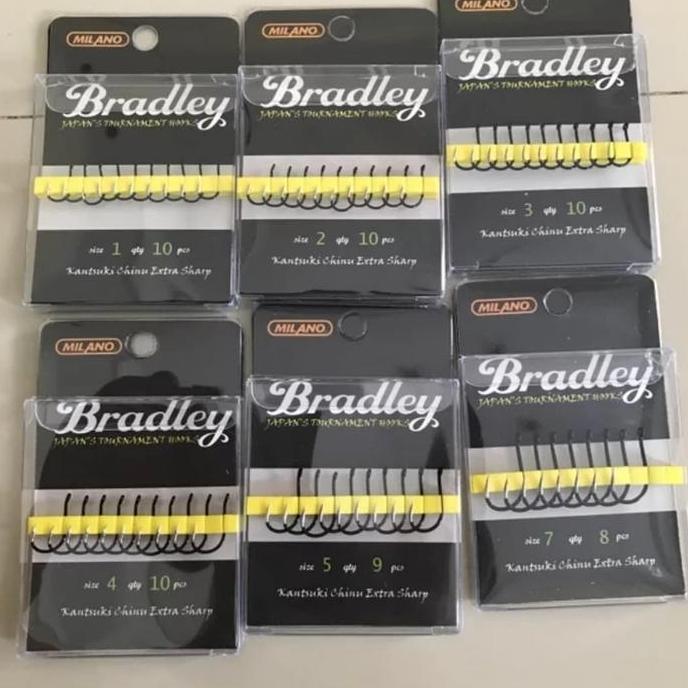 MILANO
Bradley
JAPAN'S TOURNAMENT HOOKS
size 1 qty 10 pcs
Kantsuki Chinu Extra Sharp
MILANO
Bradley
JAPAN'S TOURNAMENT HOOKS
size 2 qty 10 pcs
Kantsuki Chinu Extra Sharp
MILANO
Bradley
JAPAN'S TOURNAMENT HOOKS
size 3 qty 10 pcs
Kantsuki Chinu Extra Sharp
MILANO
Bradley
JAPAN'S TOURNAMENT HOOKS
size 4 qty 10 pcs
Kantsuki Chinu Extra Sharp
MILANO
Bradley
JAPAN'S TOURNAMENT HOOKS
size 5 qty 9 pcs
Kantsuki Chinu Extra Sharp
MILANO
Bradley
JAPAN'S TOURNAMENT HOOKS
size 7 qty 8 pcs
Kantsuki Chinu Extra Sharp